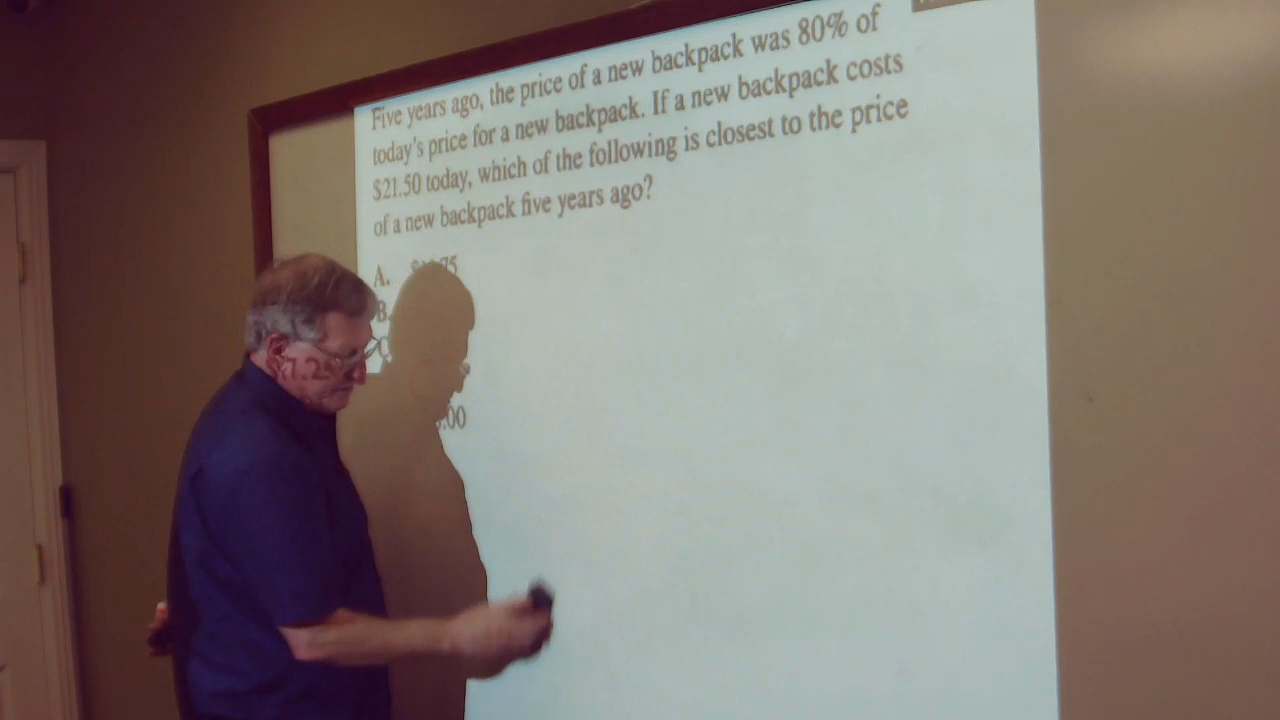 Five years ago, the price of a new backpack was 80% of
today's price for a new backpack. If a new backpack costs
$21.50 today, which of the following is closest to the price
of a new backpack five years ago?
A.
B.